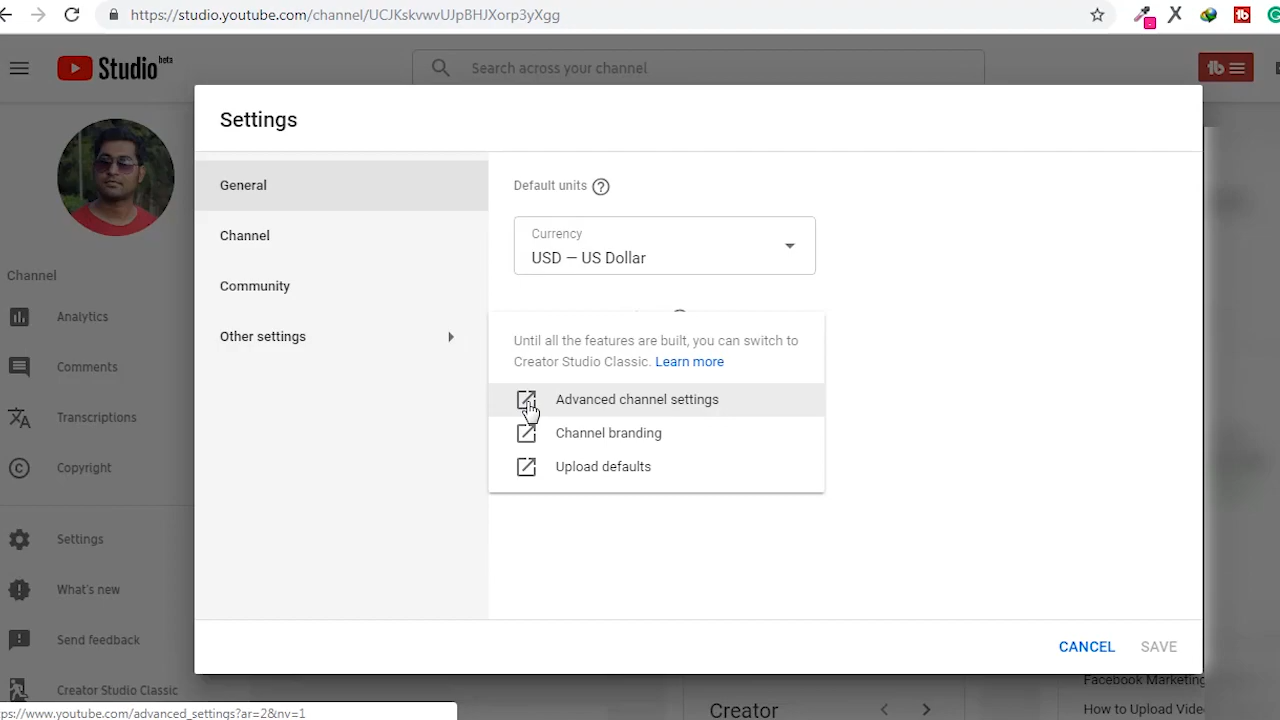 https://studio.youtube.com/channel/UCJKskvwvUJpBHJXorp3yXgg
Studio beta
Search across your channel
Settings
General
Channel
Community
Other settings
Default units
Currency
USD — US Dollar
Until all the features are built, you can switch to
Creator Studio Classic. Learn more
Advanced channel settings
Channel branding
Upload defaults
CANCEL
SAVE
Channel
Analytics
Comments
Transcriptions
Copyright
Settings
What's new
Send feedback
Creator Studio Classic
ps://www.youtube.com/advanced_settings?ar=2&nv=1
Creator
Facebook Marketing
How to Upload Vide